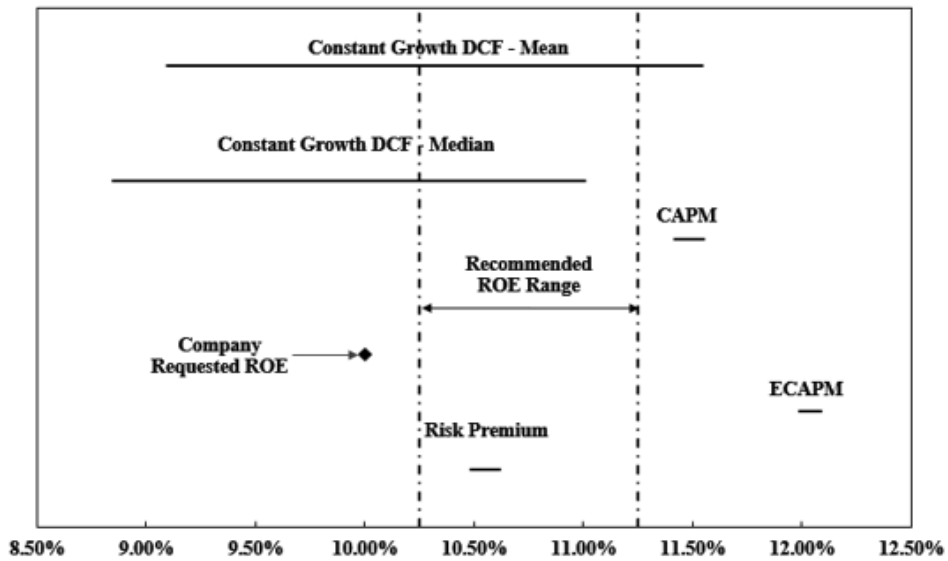 Constant Growth DCF - Mean
Constant Growth DCF - Median
CAPM
Recommended
ROE Range
Company
Requested ROE
ECAPM
Risk Premium
8.50% 9.00% 9.50% 10.00% 10.50% 11.00% 11.50% 12.00% 12.50%